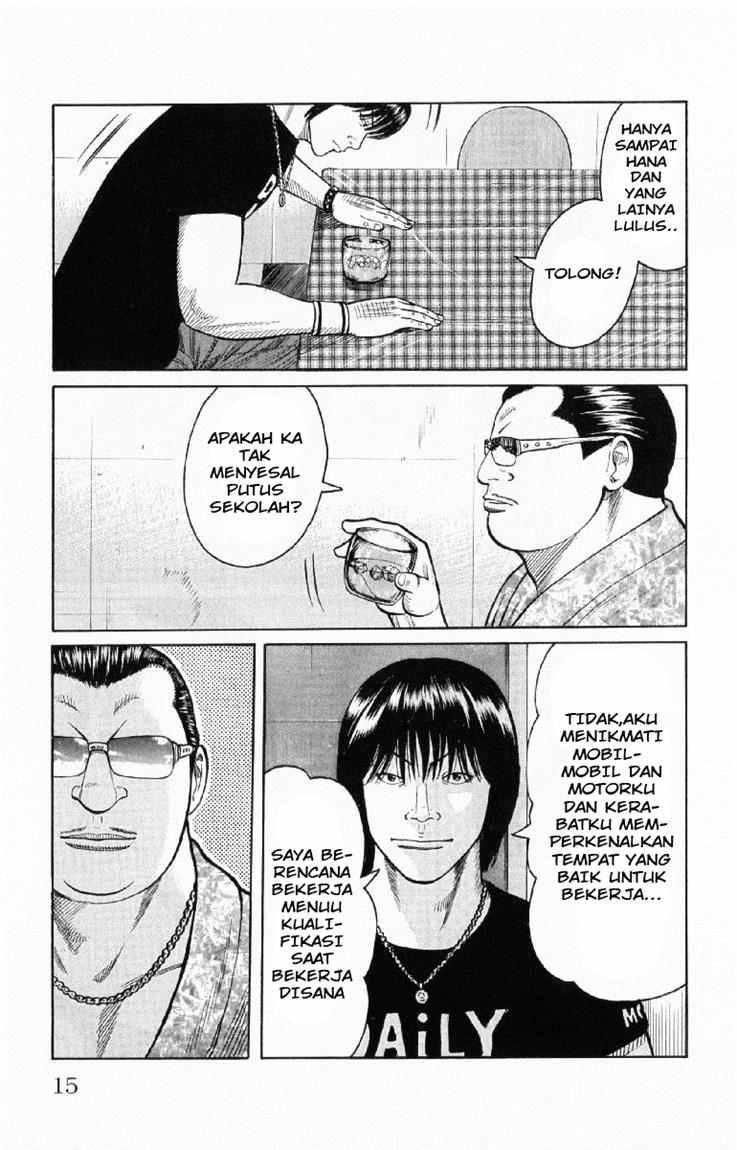 HANYA
SAMPAI
HANA
DAN
YANG
LAINYA
LULUS..
TOLONG!
APAKAH KA
TAK
MENYESAL
PUTUS
SEKOLAH?
TIDAK,AKU
MENIKMATI
MOBIL-
MOBIL DAN
MOTORKU
DAN KERA-
BATKU MEM-
PERKENALKAN
TEMPAT YANG
BAIK UNTUK
BEKERJA...
SAYA BE-
RENCANA
BEKERJA
MENUU
KUALI-
FIKASI
SAAT
BEKERJA
DISANA
DAiLY
15